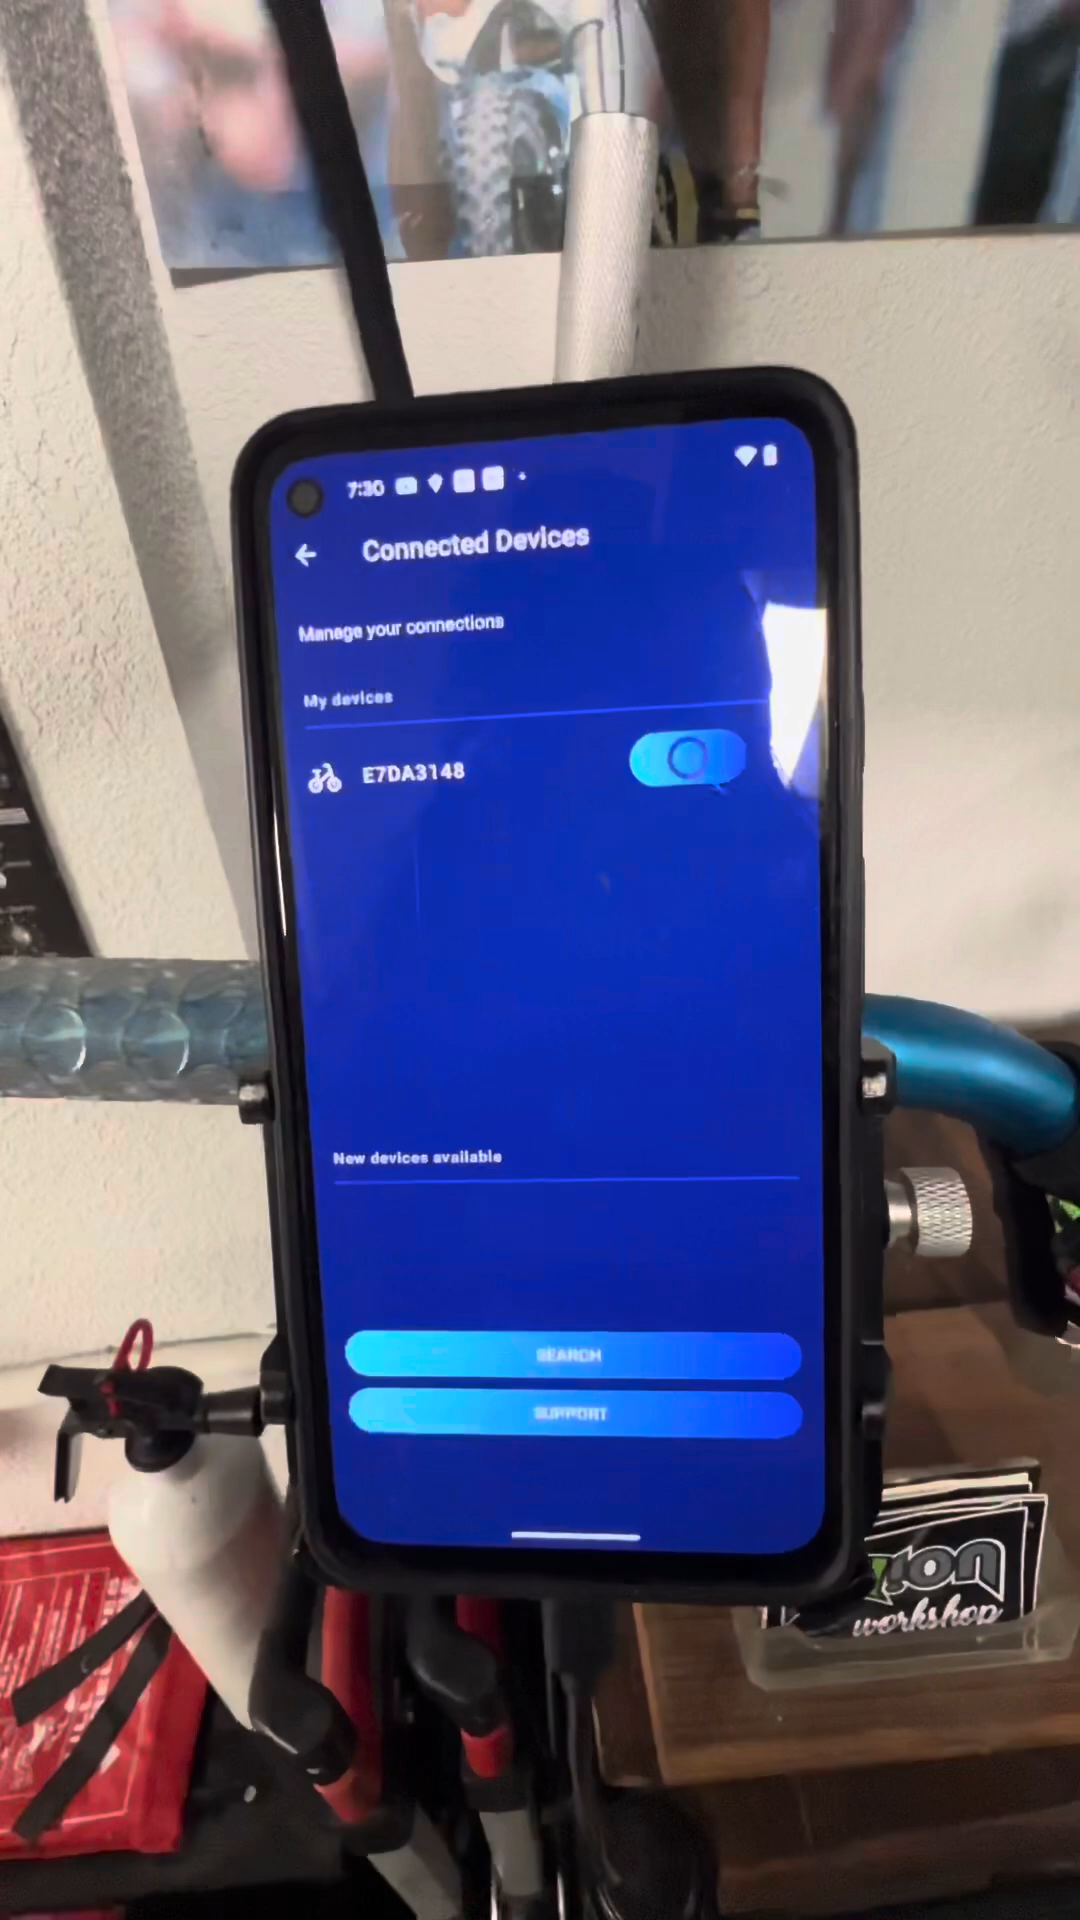 7:30
Connected Devices
Manage your connections
My devices
E7DA3148
New devices available
SEARCH
SUPPORT
workshop